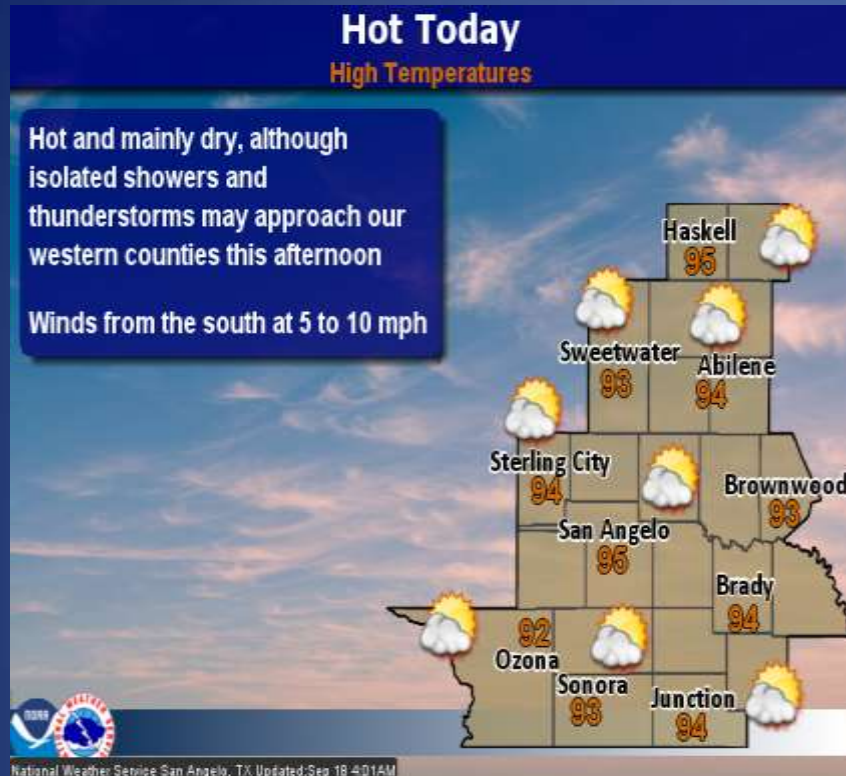 Hot Today
High Temperatures
Hot and mainly dry, although
isolated showers and
thunderstorms may approach our
western counties this afternoon
Winds from the south at 5 to 10 mph
Haskell
95
Sweetwater
93
Abilene
94
Sterling City
94
Brownwood
93
San Angelo
95
Brady
94
92
Ozona
Sonora
93
Junction
94
NOAA
National Weather Service San Angelo, TX Updated:Sep 18 4:01AM